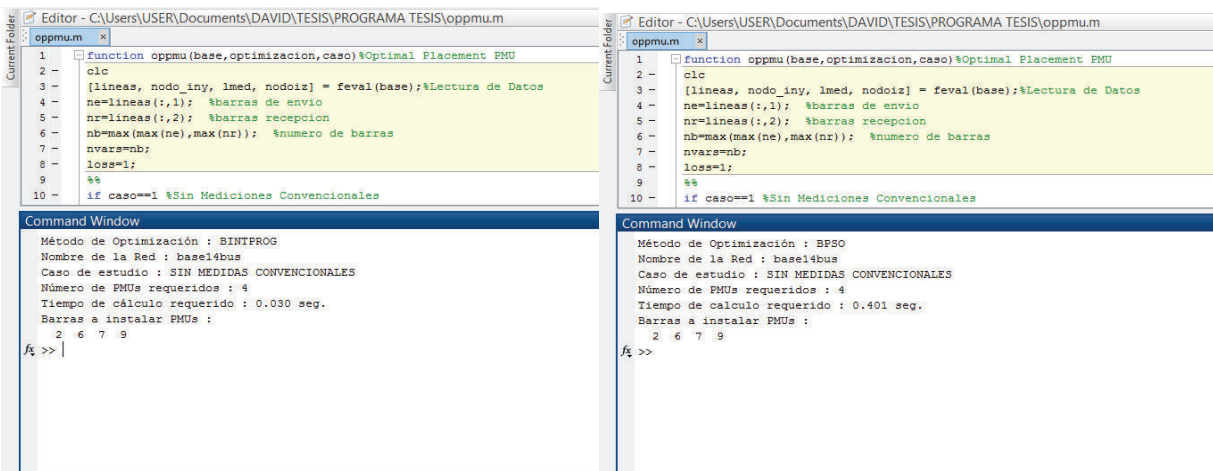 Editor - C:\Users\USER\Documents\DAVID\TESIS\PROGRAMA TESIS\oppmu.m
Current Folder
oppmu.m ×
1 function oppmu(base,optimizacion,caso)%Optimal Placement PMU
2 – clc
3 – [lineas, nodo_iny, lmed, nodoiz] = feval(base);%Lectura de Datos
4 – ne=lineas(:,1); %barras de envio
5 – nr=lineas(:,2); %barras recepcion
6 – nb=max(max(ne),max(nr)); %numero de barras
7 – nvars=nb;
8 – loss=1;
9 %%
10 – if caso==1 %Sin Mediciones Convencionales
Command Window
Método de Optimización : BINTPROG
Nombre de la Red : base14bus
Caso de estudio : SIN MEDIDAS CONVENCIONALES
Número de PMUs requeridos : 4
Tiempo de cálculo requerido : 0.030 seg.
Barras a instalar PMUs :
2 6 7 9
fx >>
Editor - C:\Users\USER\Documents\DAVID\TESIS\PROGRAMA TESIS\oppmu.m
Current Folder
oppmu.m ×
1 function oppmu(base,optimizacion,caso)%Optimal Placement PMU
2 – clc
3 – [lineas, nodo_iny, lmed, nodoiz] = feval(base);%Lectura de Datos
4 – ne=lineas(:,1); %barras de envio
5 – nr=lineas(:,2); %barras recepcion
6 – nb=max(max(ne),max(nr)); %numero de barras
7 – nvars=nb;
8 – loss=1;
9 %%
10 – if caso==1 %Sin Mediciones Convencionales
Command Window
Método de Optimización : BPSO
Nombre de la Red : base14bus
Caso de estudio : SIN MEDIDAS CONVENCIONALES
Número de PMUs requeridos : 4
Tiempo de calculo requerido : 0.401 seg.
Barras a instalar PMUs :
2 6 7 9
fx >>